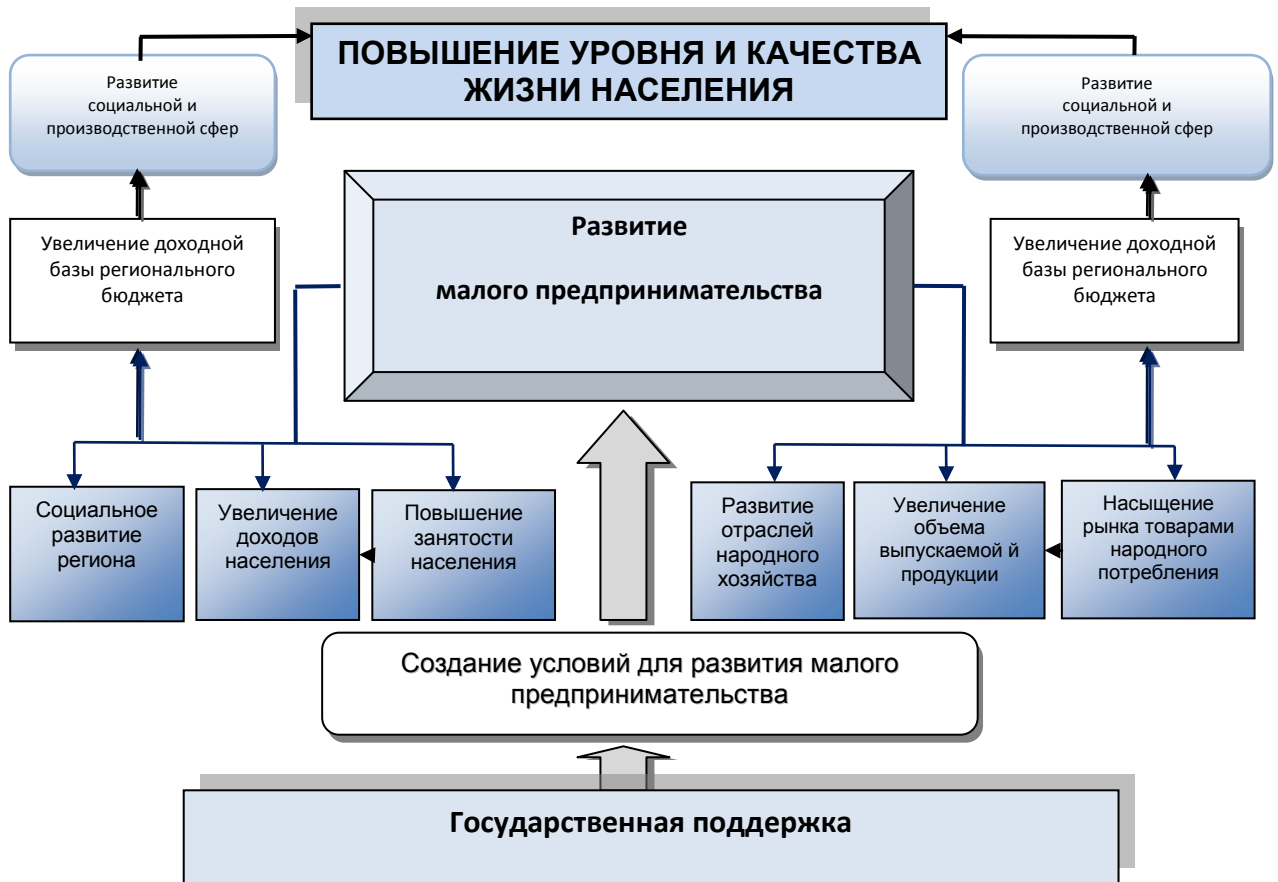 ПОВЫШЕНИЕ УРОВНЯ И КАЧЕСТВА
ЖИЗНИ НАСЕЛЕНИЯ
Развитие
социальной и
производственной сфер
Развитие
социальной и
производственной сфер
Увеличение доходной
базы регионального
бюджета
Развитие
малого предпринимательства
Увеличение доходной
базы регионального
бюджета
Социальное
развитие
региона
Увеличение
доходов
населения
Повышение
занятости
населения
Развитие
отраслей
народного
хозяйства
Увеличение
объема
выпускаемой й
продукции
Насыщение
рынка товарами
народного
потребления
Создание условий для развития малого
предпринимательства
Государственная поддержка